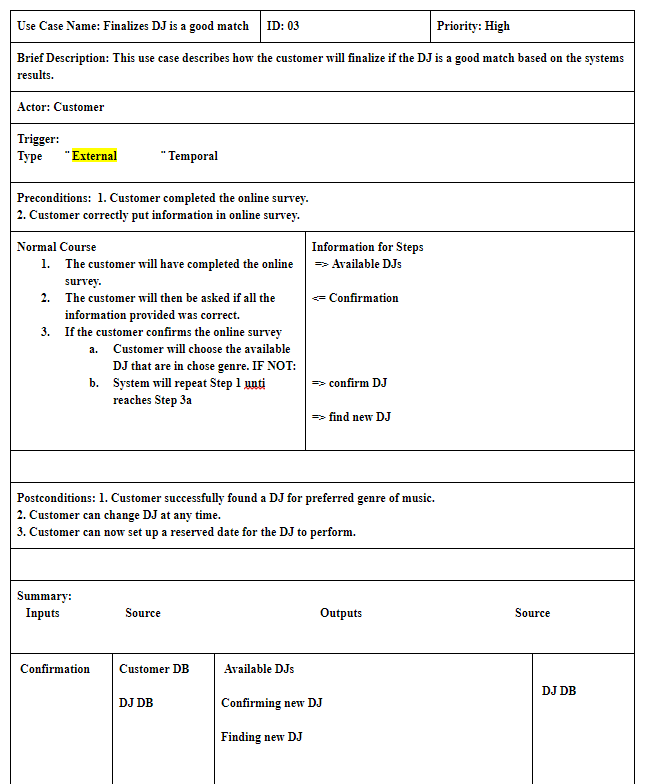 Use Case Name: Finalizes DJ is a good match ID: 03 Priority: High
Brief Description: This use case describes how the customer will finalize if the DJ is a good match based on the systems
results.
Actor: Customer
Trigger:
Type ¨ External ¨ Temporal
Preconditions: 1. Customer completed the online survey.
2. Customer correctly put information in online survey.
Normal Course
1. The customer will have completed the online
survey.
2. The customer will then be asked if all the
information provided was correct.
3. If the customer confirms the online survey
a. Customer will choose the available
DJ that are in chose genre. IF NOT:
b. System will repeat Step 1 unti
reaches Step 3a
Information for Steps
=> Available DJs
<= Confirmation
=> confirm DJ
=> find new DJ
Postconditions: 1. Customer successfully found a DJ for preferred genre of music.
2. Customer can change DJ at any time.
3. Customer can now set up a reserved date for the DJ to perform.
Summary:
Inputs Source Outputs Source
Confirmation
Customer DB
DJ DB
Available DJs
Confirming new DJ
Finding new DJ
DJ DB